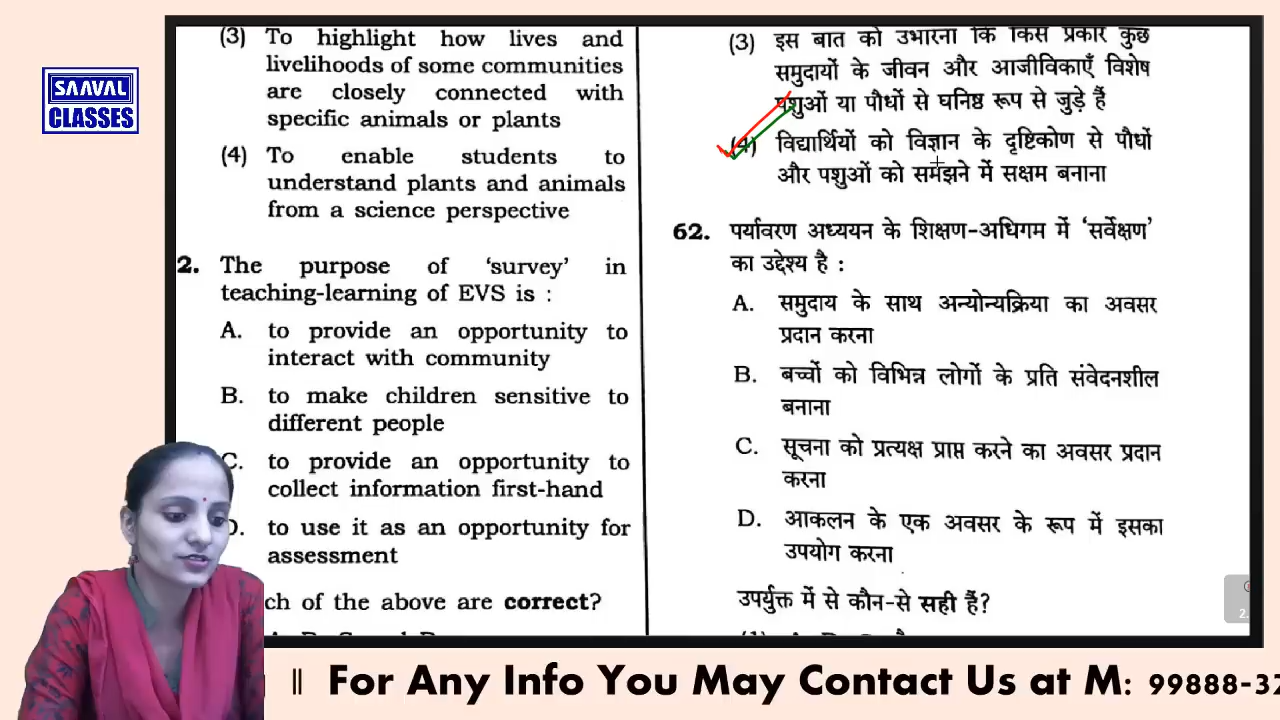 SAAVAL
CLASSES
(3) To highlight how lives and
livelihoods of some communities
are closely connected with
specific animals or plants
(4) To enable students to
understand plants and animals
from a science perspective
2. The purpose of ‘survey’ in
teaching-learning of EVS is :
A. to provide an opportunity to
interact with community
B. to make children sensitive to
different people
C. to provide an opportunity to
collect information first-hand
D. to use it as an opportunity for
assessment
ch of the above are correct?
(3) इस बात को उभारना कि किस प्रकार कुछ
समुदायों के जीवन और आजीविकाएँ विशेष
पशुओं या पौधों से घनिष्ठ रूप से जुड़े हैं
(4) विद्यार्थियों को विज्ञान के दृष्टिकोण से पौधों
और पशुओं को समझने में सक्षम बनाना
62. पर्यावरण अध्ययन के शिक्षण-अधिगम में ‘सर्वेक्षण’
का उद्देश्य है :
A. समुदाय के साथ अन्योन्यक्रिया का अवसर
प्रदान करना
B. बच्चों को विभिन्न लोगों के प्रति संवेदनशील
बनाना
C. सूचना को प्रत्यक्ष प्राप्त करने का अवसर प्रदान
करना
D. आकलन के एक अवसर के रूप में इसका
उपयोग करना
उपर्युक्त में से कौन-से सही हैं?
|| For Any Info You May Contact Us at M: 99888-37